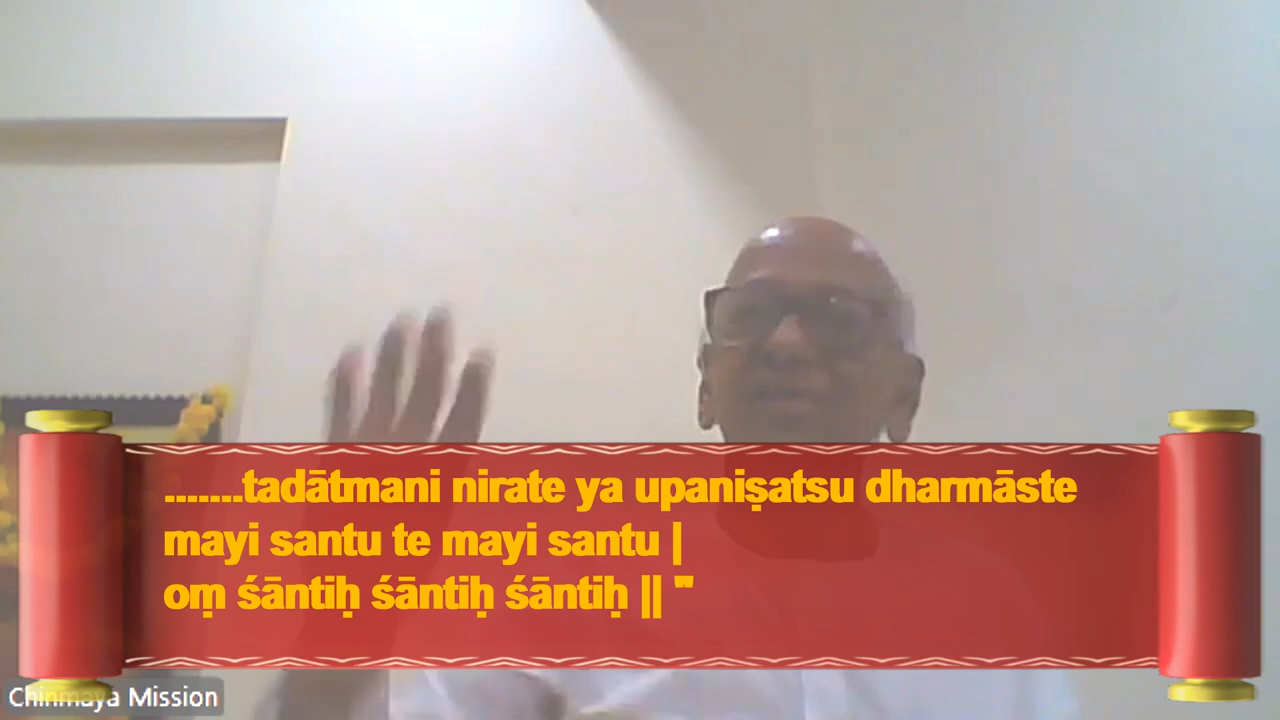 .......tadātmani nirate ya upaniṣatsu dharmāste
mayi santu te mayi santu |
oṃ śāntiḥ śāntiḥ śāntiḥ || "
Chinmaya Mission